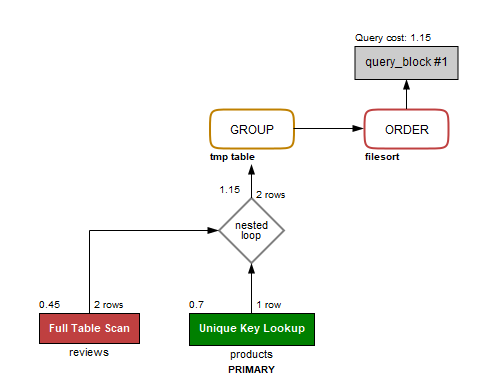 Query cost: 1.15
query_block #1
GROUP
ORDER
tmp table
filesort
1.15
2 rows
nested
loop
0.45
2 rows
0.7
1 row
Full Table Scan
Unique Key Lookup
reviews
products
PRIMARY